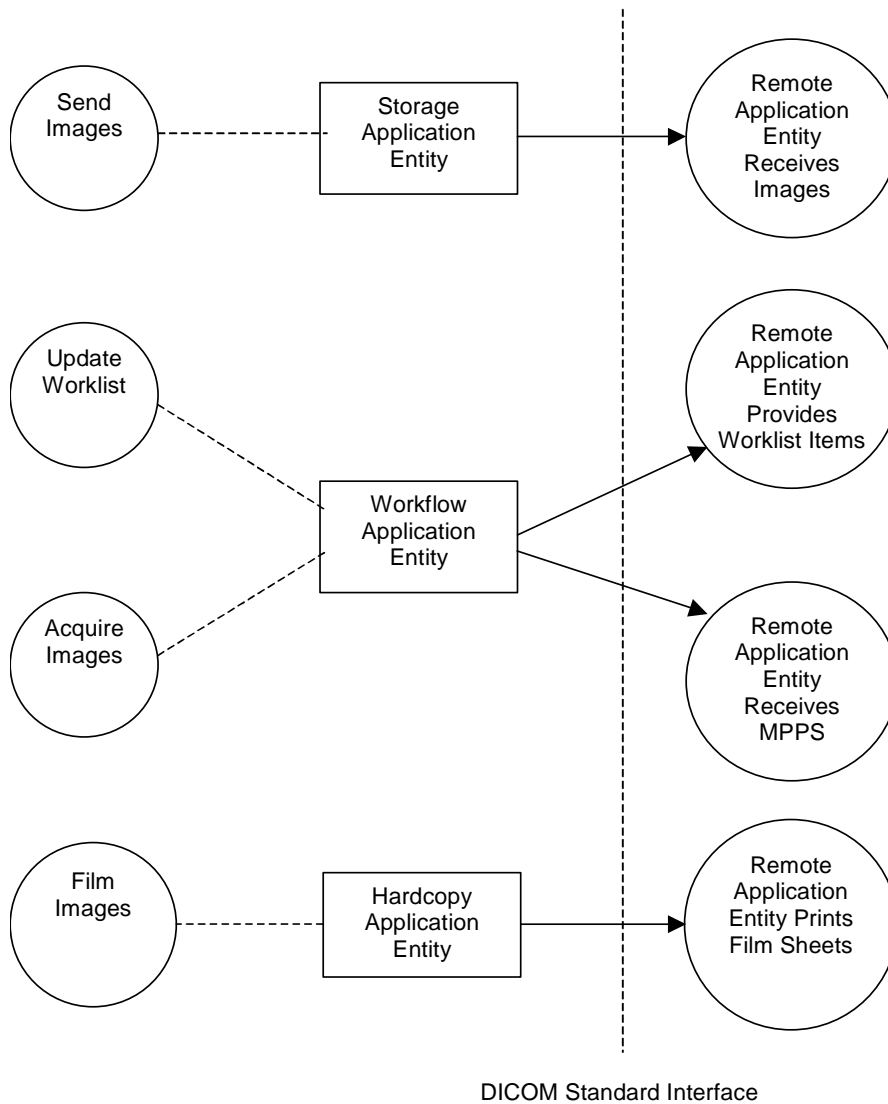 Send
Images
Storage
Application
Entity
Remote
Application
Entity
Receives
Images
Update
Worklist
Remote
Application
Entity
Provides
Worklist Items
Workflow
Application
Entity
Acquire
Images
Remote
Application
Entity
Receives
MPPS
Film
Images
Hardcopy
Application
Entity
Remote
Application
Entity Prints
Film Sheets
DICOM Standard Interface